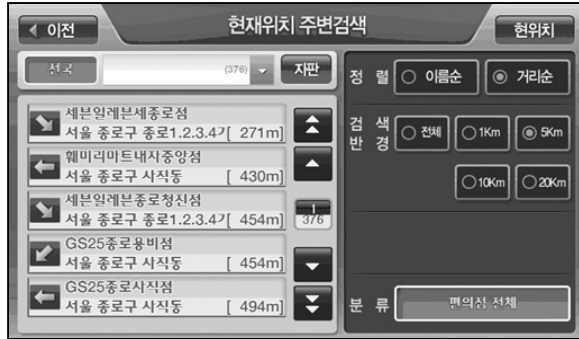 이전
현재위치 주변검색
현위치
전국
(376)
자판
세븐일레븐세종로점
서울 종로구 종로1.2.3.4가[ 271m]
훼미리마트내자중앙점
서울 종로구 사직동 [ 430m]
세븐일레븐종로청진점
서울 종로구 종로1.2.3.4가[ 454m]
GS25종로용비점
서울 종로구 사직동 [ 454m]
GS25종로사직점
서울 종로구 사직동 [ 494m]
1
376
정 렬 이름순 거리순
검 색
반 경
전체 1Km 5Km
10Km 20Km
분 류 편의점 전체